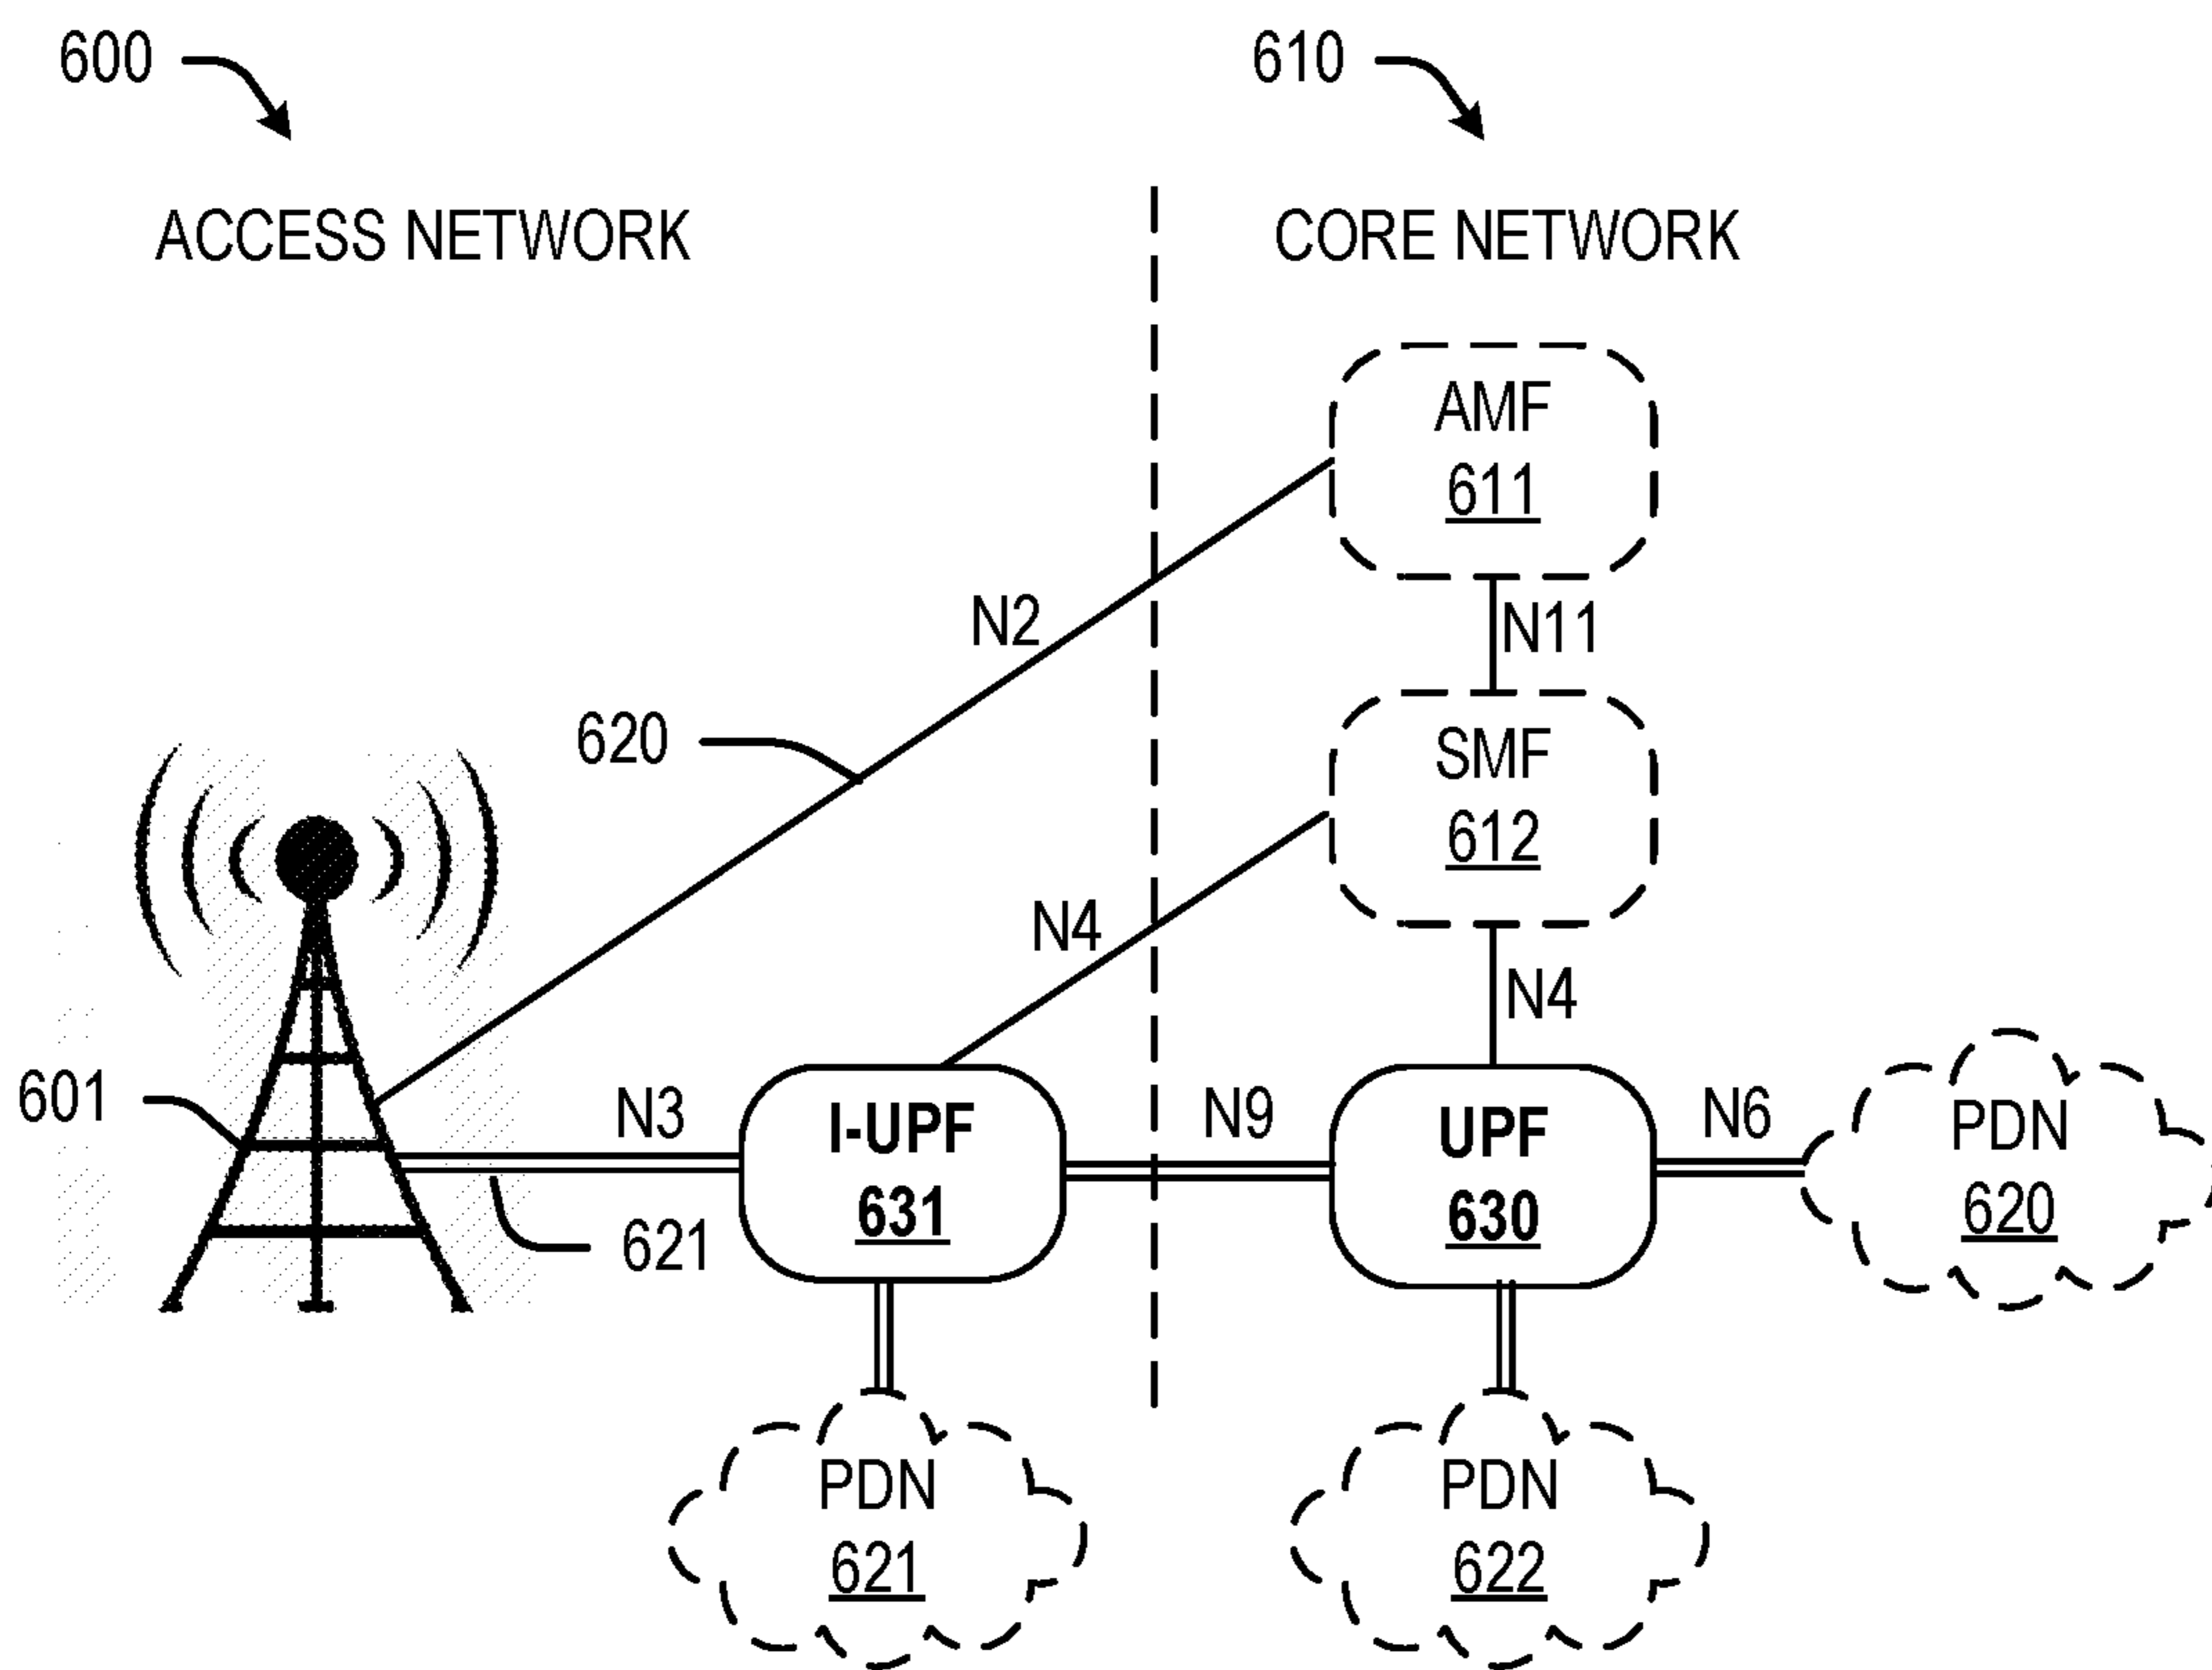 600
610
ACCESS NETWORK
CORE NETWORK
AMF
611
N2
N11
620
SMF
612
N4
N4
601
N3
I-UPF
631
N9
UPF
630
N6
PDN
620
621
PDN
621
PDN
622